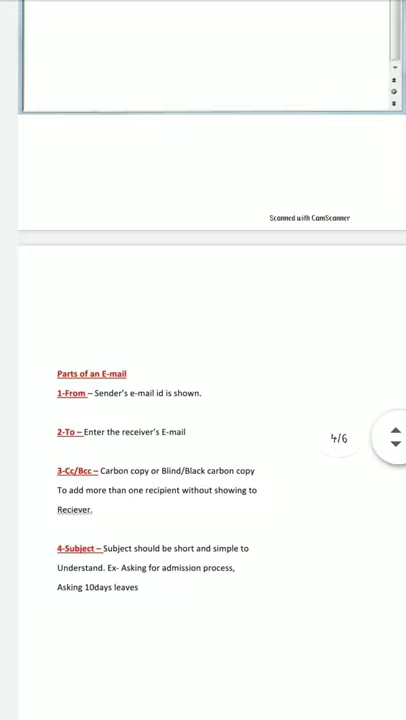 Scanned with CamScanner
Parts of an E-mail
1-From – Sender's e-mail id is shown.
2-To – Enter the receiver's E-mail
4/6
3-Cc/Bcc – Carbon copy or Blind/Black carbon copy
To add more than one recipient without showing to
Reciever.
4-Subject – Subject should be short and simple to
Understand. Ex- Asking for admission process,
Asking 10days leaves